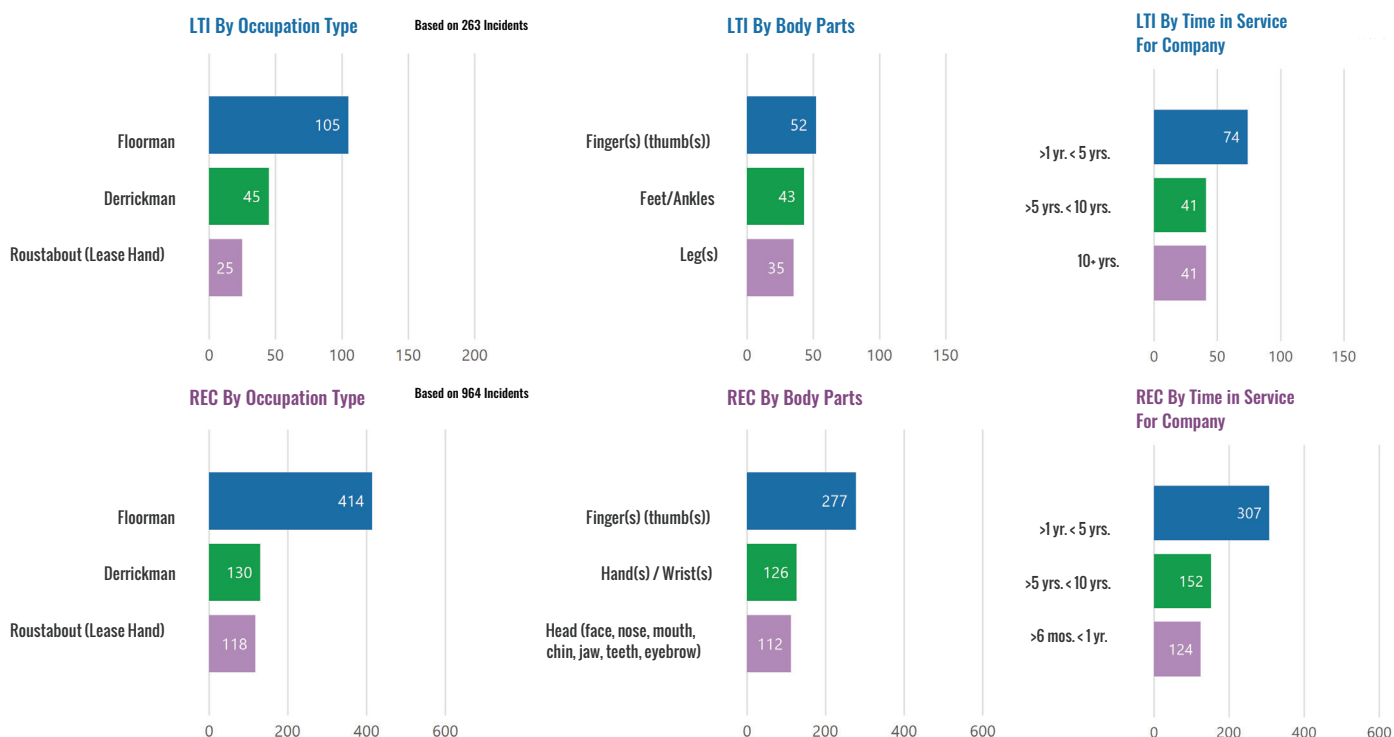 LTI By Occupation Type
Based on 263 Incidents
Floorman
105
Derrickman
45
Roustabout (Lease Hand)
25
0 50 100 150 200
LTI By Body Parts
Finger(s) (thumb(s))
52
Feet/Ankles
43
Leg(s)
35
0 50 100 150
LTI By Time in Service
For Company
>1 yr. < 5 yrs.
74
>5 yrs. < 10 yrs.
41
10+ yrs.
41
0 50 100 150
REC By Occupation Type
Based on 964 Incidents
Floorman
414
Derrickman
130
Roustabout (Lease Hand)
118
0 200 400 600
REC By Body Parts
Finger(s) (thumb(s))
277
Hand(s) / Wrist(s)
126
Head (face, nose, mouth,
chin, jaw, teeth, eyebrow)
112
0 200 400 600
REC By Time in Service
For Company
>1 yr. < 5 yrs.
307
>5 yrs. < 10 yrs.
152
>6 mos. < 1 yr.
124
0 200 400 600